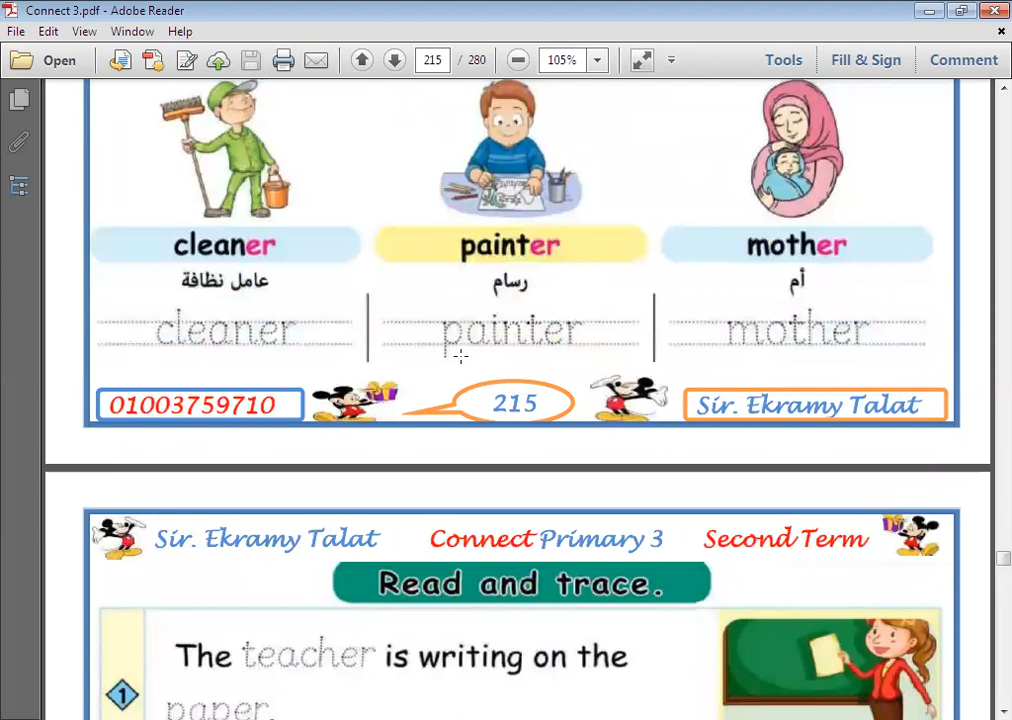 Connect 3.pdf - Adobe Reader
File Edit View Window Help
Open 215 / 280 105% Tools Fill & Sign Comment
cleaner painter mother
عامل نظافة رسام أم
cleaner painter mother
01003759710 215 Sir. Ekramy Talat
Sir. Ekramy Talat Connect Primary 3 Second Term
Read and trace.
1 The teacher is writing on the
paper.